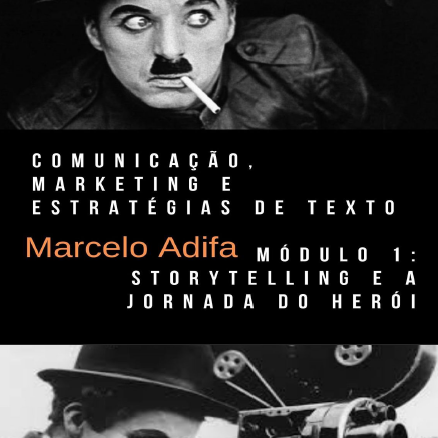 COMUNICAÇÃO,
MARKETING E
ESTRATÉGIAS DE TEXTO
Marcelo Adifa
MÓDULO 1:
STORYTELLING E A
JORNADA DO HERÓI